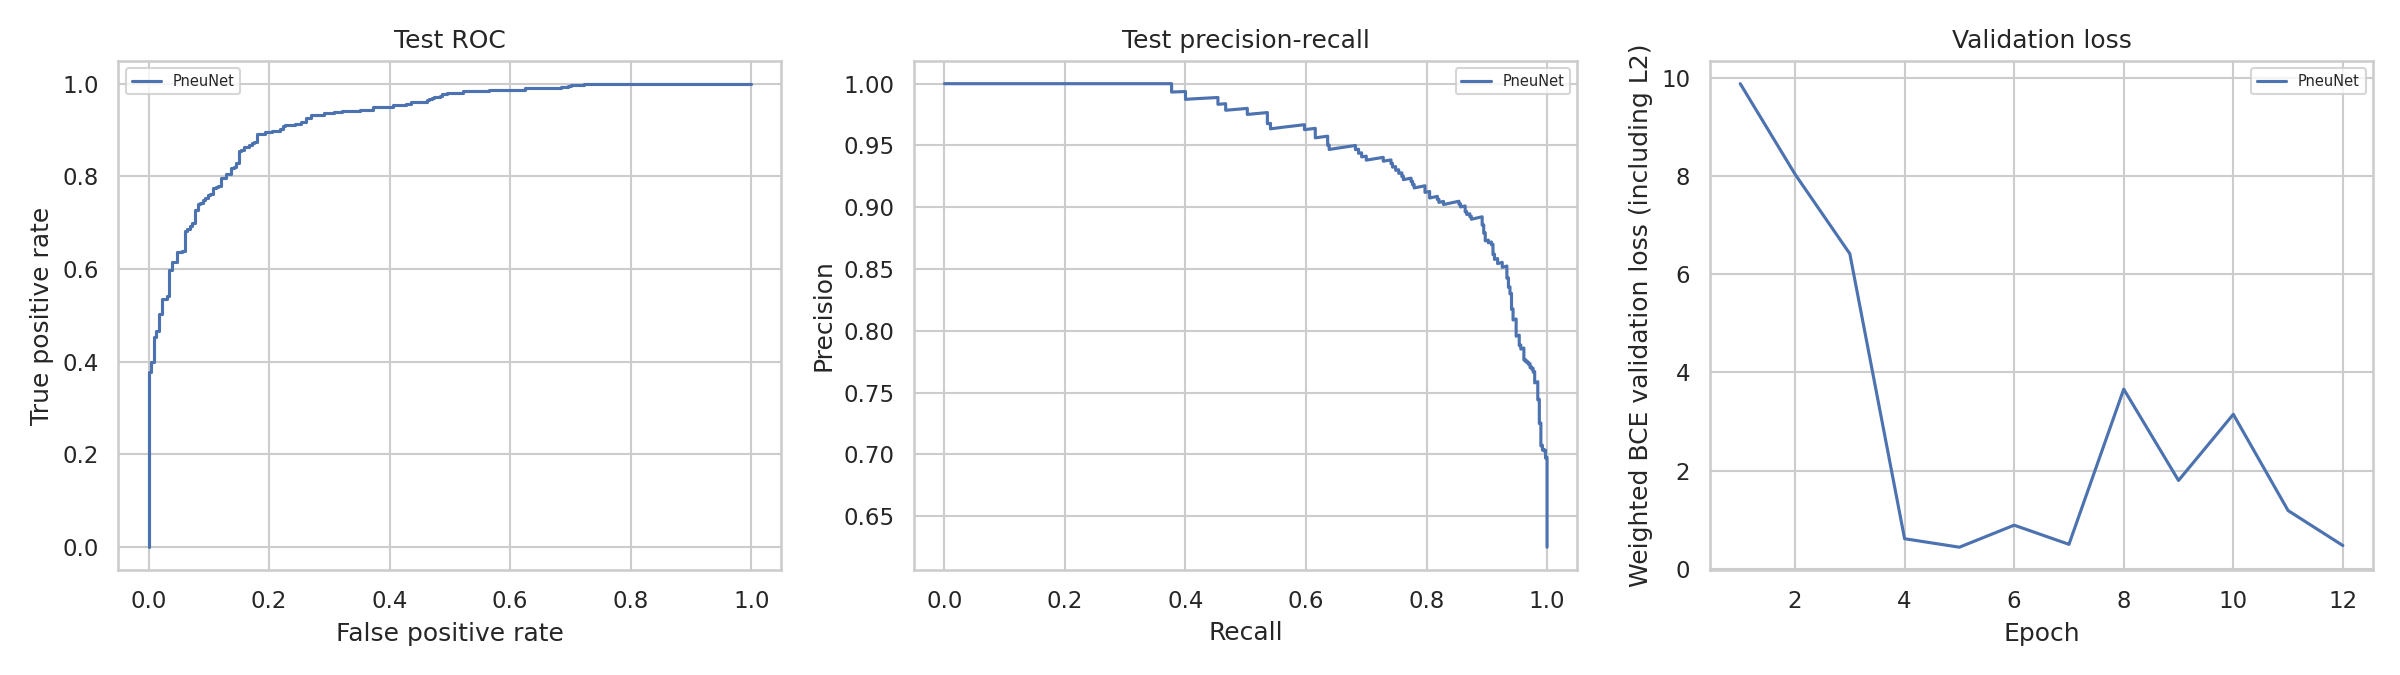 Test ROC
PneuNet
1.0
0.8
0.6
0.4
0.2
0.0
True positive rate
0.0 0.2 0.4 0.6 0.8 1.0
False positive rate
Test precision-recall
PneuNet
1.00
0.95
0.90
0.85
0.80
0.75
0.70
0.65
Precision
0.0 0.2 0.4 0.6 0.8 1.0
Recall
Validation loss
PneuNet
10
8
6
4
2
0
Weighted BCE validation loss (including L2)
2 4 6 8 10 12
Epoch